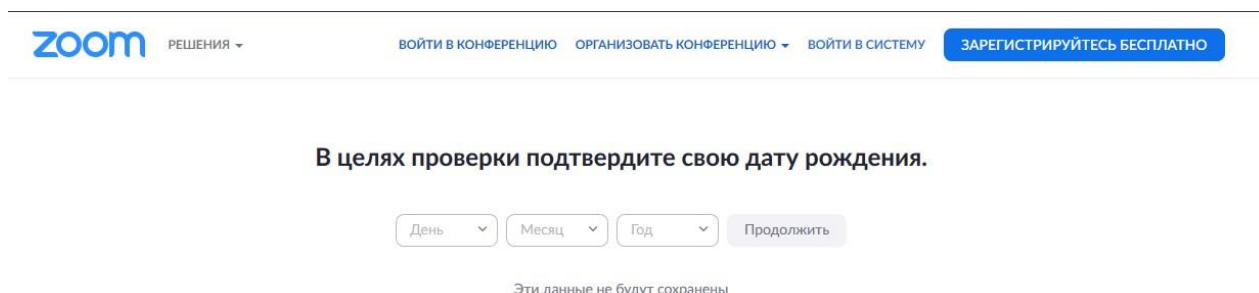 zoom РЕШЕНИЯ ВОЙТИ В КОНФЕРЕНЦИЮ ОРГАНИЗОВАТЬ КОНФЕРЕНЦИЮ ВОЙТИ В СИСТЕМУ ЗАРЕГИСТРИРУЙТЕСЬ БЕСПЛАТНО
В целях проверки подтвердите свою дату рождения.
День Месяц Год Продолжить
Эти данные не будут сохранены